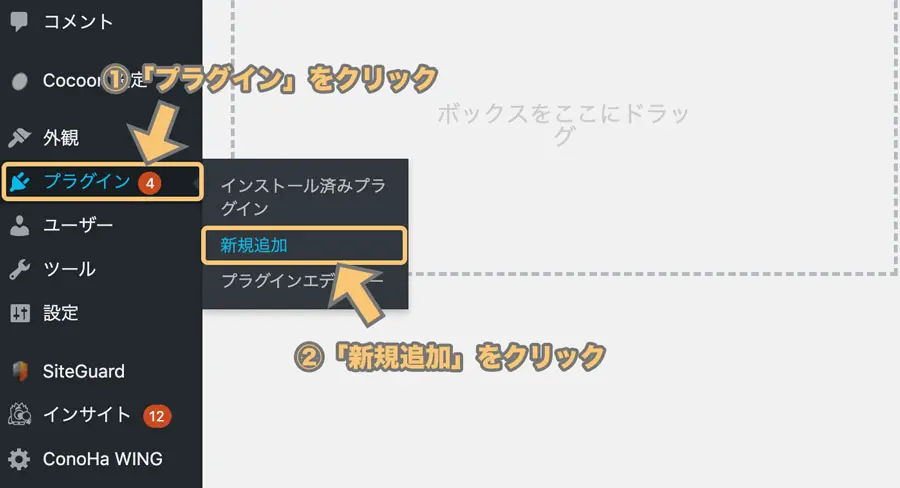 コメント
Cocoon 設定
①「プラグイン」をクリック
ボックスをここにドラッ
グ
外観
プラグイン 4
インストール済みプラ
グイン
ユーザー
新規追加
ツール
プラグインエディター
設定
②「新規追加」をクリック
SiteGuard
インサイト 12
ConoHa WING